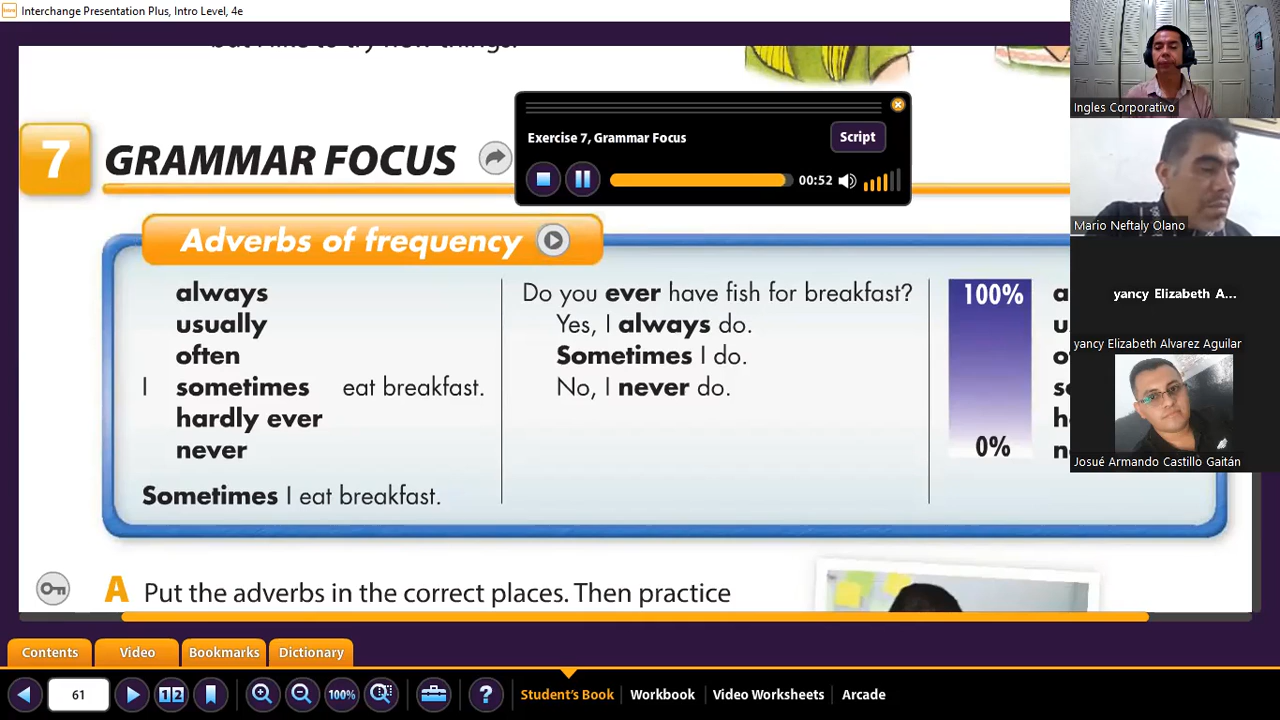 Interchange Presentation Plus, Intro Level, 4e
7 GRAMMAR FOCUS
Exercise 7, Grammar Focus
Script
00:52
Adverbs of frequency
always
usually
often
I sometimes eat breakfast.
hardly ever
never
Sometimes I eat breakfast.
Do you ever have fish for breakfast?
Yes, I always do.
Sometimes I do.
No, I never do.
100%
0%
A Put the adverbs in the correct places. Then practice
Ingles Corporativo
Mario Neftaly Olano
yancy Elizabeth A...
yancy Elizabeth Alvarez Aguilar
Josué Armando Castillo Gaitán
Contents
Video
Bookmarks
Dictionary
61
1 2
100%
?
Student's Book
Workbook
Video Worksheets
Arcade